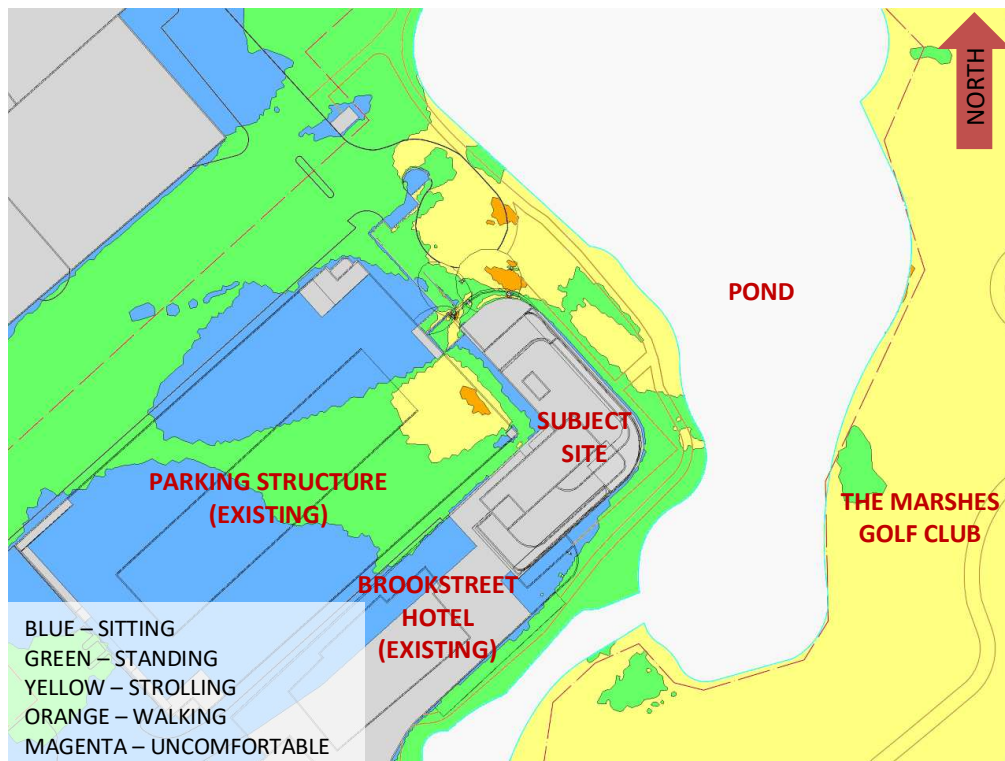 NORTH
POND
SUBJECT
SITE
PARKING STRUCTURE
(EXISTING)
THE MARSHES
GOLF CLUB
BROOKSTREET
HOTEL
(EXISTING)
BLUE – SITTING
GREEN – STANDING
YELLOW – STROLLING
ORANGE – WALKING
MAGENTA – UNCOMFORTABLE